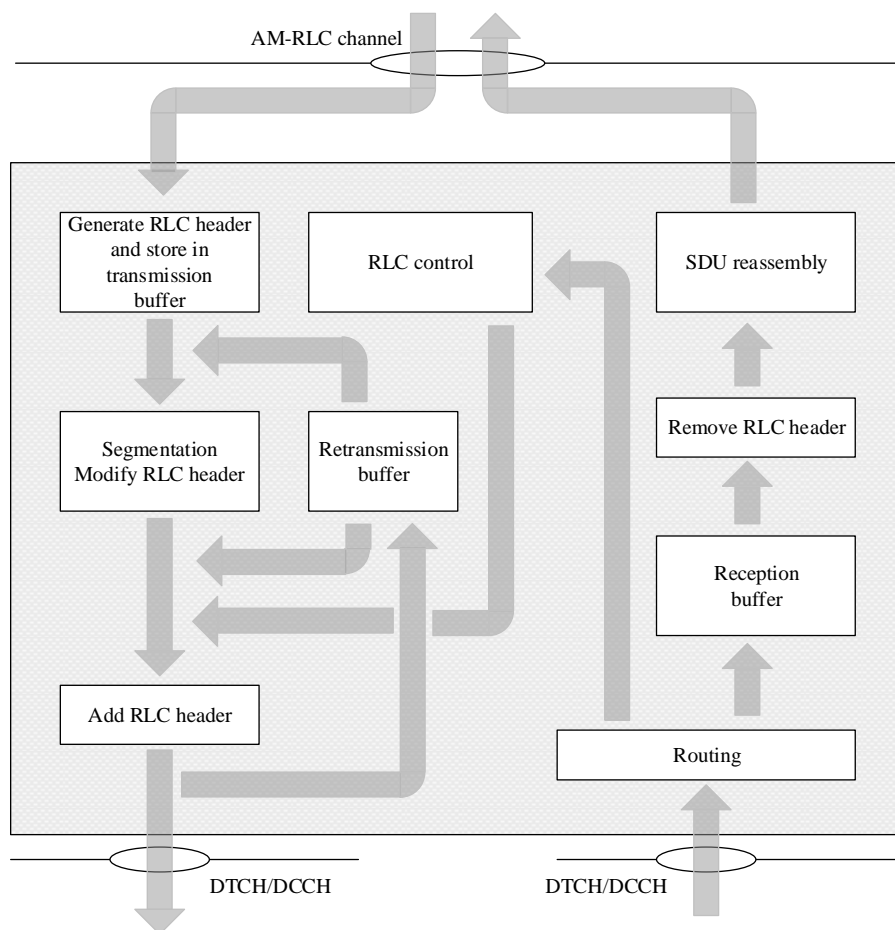 AM-RLC channel
Generate RLC header
and store in
transmission
buffer
RLC control
SDU reassembly
Segmentation
Modify RLC header
Retransmission
buffer
Remove RLC header
Reception
buffer
Add RLC header
Routing
DTCH/DCCH
DTCH/DCCH